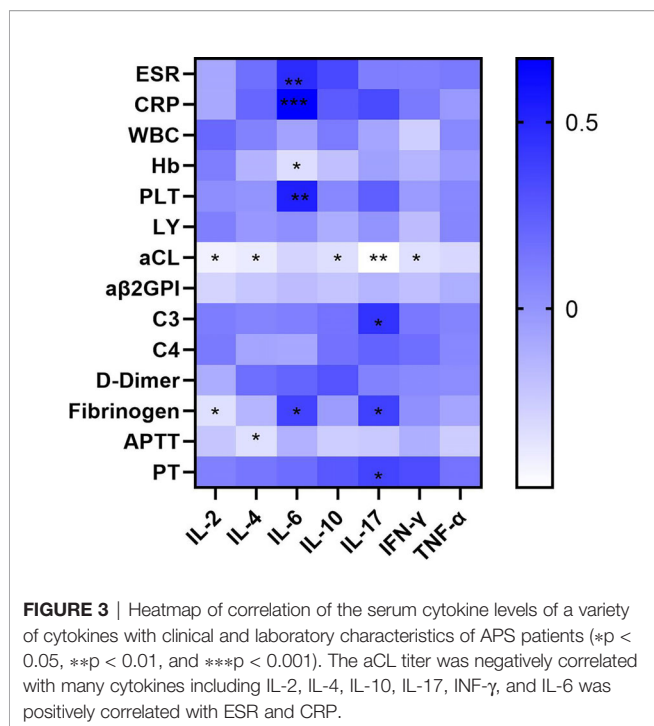 ESR
**
CRP
***
WBC
Hb
*
PLT
**
LY
aCL
* * * ** *
aβ2GPI
C3
*
C4
D-Dimer
Fibrinogen
* * *
APTT
*
PT
*
IL-2 IL-4 IL-6 IL-10 IL-17 IFN-γ TNF-α
0.5
0
FIGURE 3 | Heatmap of correlation of the serum cytokine levels of a variety
of cytokines with clinical and laboratory characteristics of APS patients (*p <
0.05, **p < 0.01, and ***p < 0.001). The aCL titer was negatively correlated
with many cytokines including IL-2, IL-4, IL-10, IL-17, INF-γ, and IL-6 was
positively correlated with ESR and CRP.